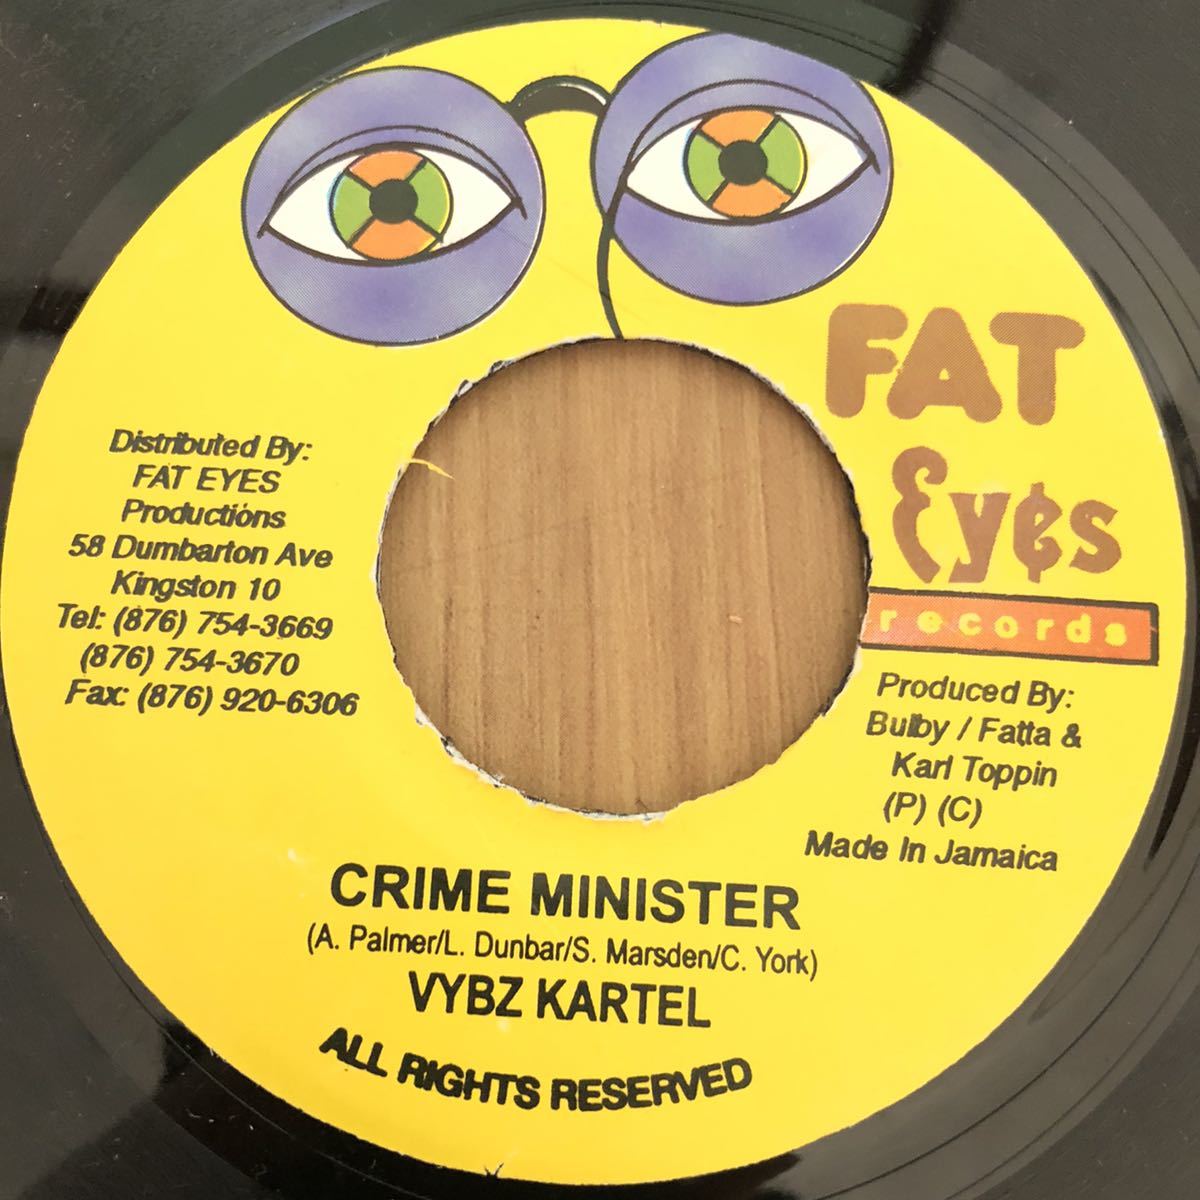 FAT
Ey¢s
records
Distributed By:
FAT EYES
Productions
58 Dumbarton Ave
Kingston 10
Tel: (876) 754-3669
(876) 754-3670
Fax: (876) 920-6306
Produced By:
Bulby / Fatta &
Karl Toppin
(P) (C)
Made In Jamaica
CRIME MINISTER
(A. Palmer/L. Dunbar/S. Marsden/C. York)
VYBZ KARTEL
ALL RIGHTS RESERVED